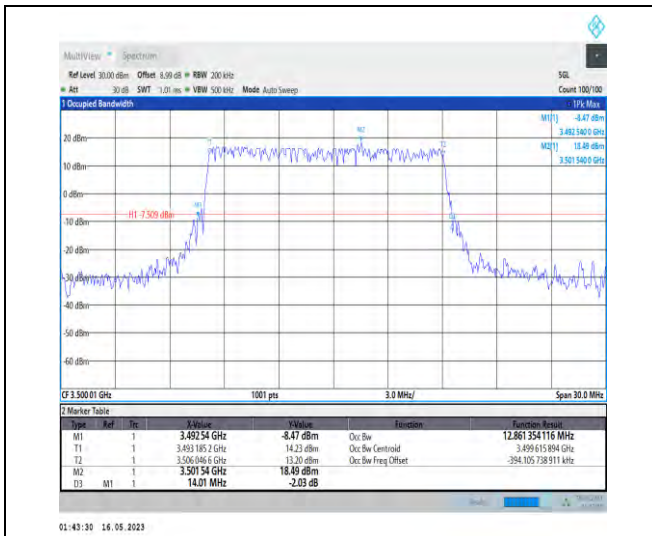 MultiView Spectrum
Ref Level 30.00 dBm Offset 8.99 dB RBW 200 kHz SGL
Att 30 dB SWT 1.01 ms VBW 500 kHz Mode Auto Sweep Count 100/100
1 Occupied Bandwidth 1Pk Max
M1[1] -8.47 dBm
3.492 540 0 GHz
M2[1] 18.49 dBm
3.501 540 0 GHz
M2
T1
T2
20 dBm
10 dBm
0 dBm
M1
H1 -7.509 dBm
-10 dBm
D3
-20 dBm
-30 dBm
-40 dBm
-50 dBm
-60 dBm
CF 3.500 01 GHz 1001 pts 3.0 MHz/ Span 30.0 MHz
2 Marker Table
Type Ref Trc X-Value Y-Value Function Function Result
M1 1 3.492 54 GHz -8.47 dBm Occ Bw 12.861 354 116 MHz
T1 1 3.493 185 2 GHz 14.23 dBm Occ Bw Centroid 3.499 615 894 GHz
T2 1 3.506 046 6 GHz 13.20 dBm Occ Bw Freq Offset -394.105 738 911 kHz
M2 1 3.501 54 GHz 18.49 dBm
D3 M1 1 14.01 MHz -2.03 dB
01:43:30 16.05.2023